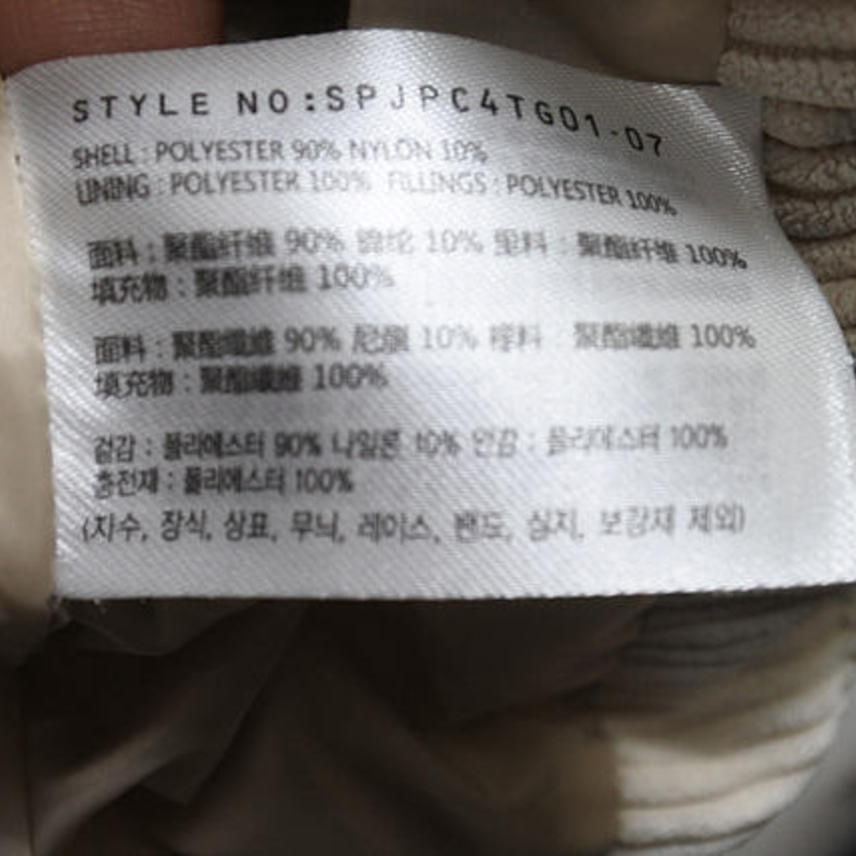 STYLE NO:SPJPC4TG01-07
SHELL : POLYESTER 90% NYLON 10%
LINING : POLYESTER 100% FILLINGS : POLYESTER 100%
面料 : 聚酯纤维 90% 锦纶 10% 里料 : 聚酯纤维 100%
填充物 : 聚酯纤维 100%
面料 : 聚酯纖維 90% 尼龍 10% 裡料 : 聚酯纖維 100%
填充物 : 聚酯纖維 100%
겉감 : 폴리에스터 90% 나일론 10% 안감 : 폴리에스터 100%
충전재 : 폴리에스터 100%
(자수, 장식, 상표, 무늬, 레이스, 밴드, 심지, 보강재 제외)